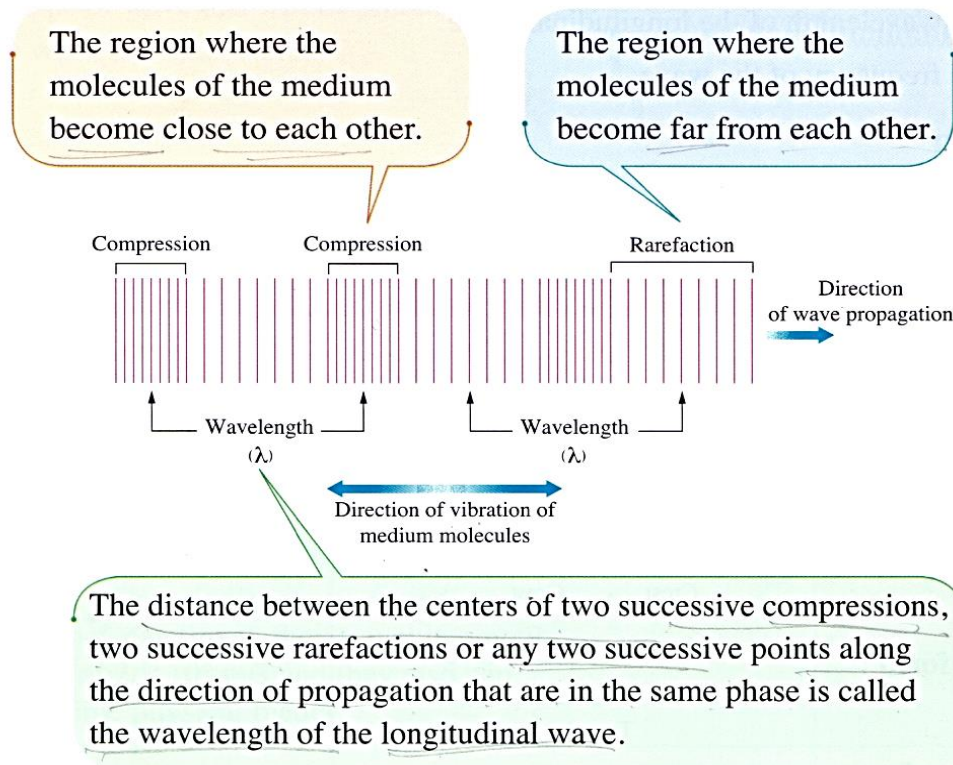 The region where the
molecules of the medium
become close to each other.
The region where the
molecules of the medium
become far from each other.
Compression
Compression
Rarefaction
Direction
of wave propagation
Wavelength
(λ)
Wavelength
(λ)
Direction of vibration of
medium molecules
The distance between the centers of two successive compressions,
two successive rarefactions or any two successive points along
the direction of propagation that are in the same phase is called
the wavelength of the longitudinal wave.